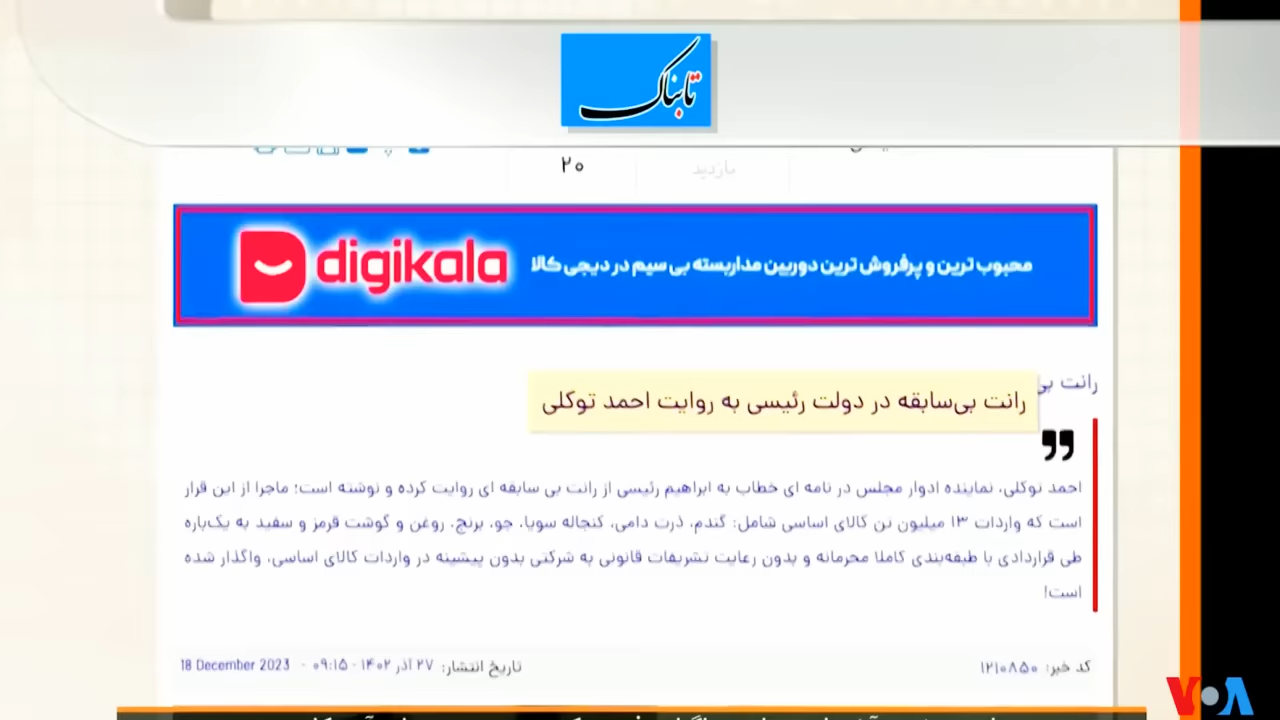 تابناک
۲۰
بازدید
digikala
محبوب ترین و پرفروش ترین دوربین مداربسته بی سیم در دیجی کالا
رانت بی
رانت بی‌سابقه در دولت رئیسی به روایت احمد توکلی
احمد توکلی، نماینده ادوار مجلس در نامه ای خطاب به ابراهیم رئیسی از رانت بی سابقه ای روایت کرده و نوشته است؛ ماجرا از این قرار
است که واردات ۱۳ میلیون تن کالای اساسی شامل: گندم، ذرت دامی، کنجاله سویا، جو، برنج، روغن و گوشت قرمز و سفید به یک‌باره
طی قراردادی با طبقه‌بندی کاملا محرمانه و بدون رعایت تشریفات قانونی به شرکتی بدون پیشینه در واردات کالای اساسی، واگذار شده
است!
کد خبر: ۱۲۱۰۸۵۰
تاریخ انتشار: ۲۷ آذر ۱۴۰۲ - ۰۹:۱۵ - 18 December 2023
VOA